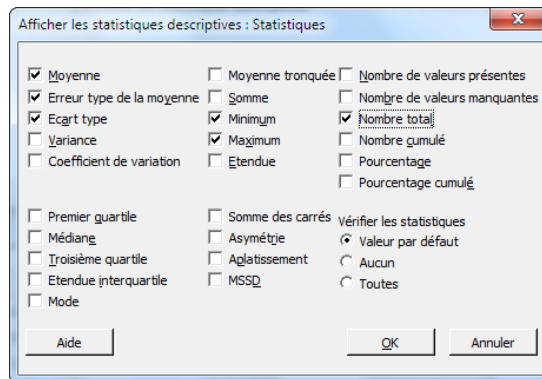 Afficher les statistiques descriptives : Statistiques
Moyenne
Moyenne tronquée
Nombre de valeurs présentes
Erreur type de la moyenne
Somme
Nombre de valeurs manquantes
Ecart type
Minimum
Nombre total
Variance
Maximum
Nombre cumulé
Coefficient de variation
Etendue
Pourcentage
Pourcentage cumulé
Premier quartile
Somme des carrés
Vérifier les statistiques
Médiane
Asymétrie
Valeur par défaut
Troisième quartile
Aplatissement
Aucun
Etendue interquartile
MSSD
Toutes
Mode
Aide
OK
Annuler